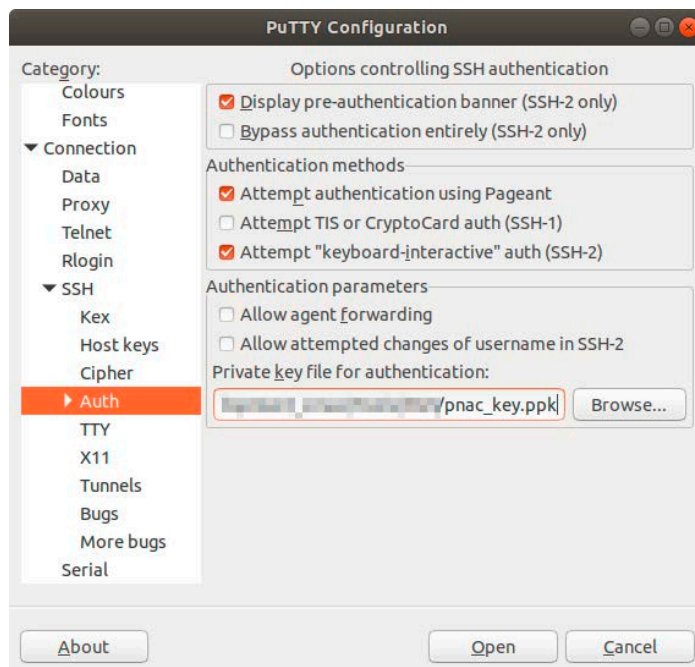 PuTTY Configuration
Category:
Colours
Fonts
Connection
Data
Proxy
Telnet
Rlogin
SSH
Kex
Host keys
Cipher
Auth
TTY
X11
Tunnels
Bugs
More bugs
Serial
Options controlling SSH authentication
Display pre-authentication banner (SSH-2 only)
Bypass authentication entirely (SSH-2 only)
Authentication methods
Attempt authentication using Pageant
Attempt TIS or CryptoCard auth (SSH-1)
Attempt "keyboard-interactive" auth (SSH-2)
Authentication parameters
Allow agent forwarding
Allow attempted changes of username in SSH-2
Private key file for authentication:
/pnac_key.ppk
Browse...
About
Open
Cancel